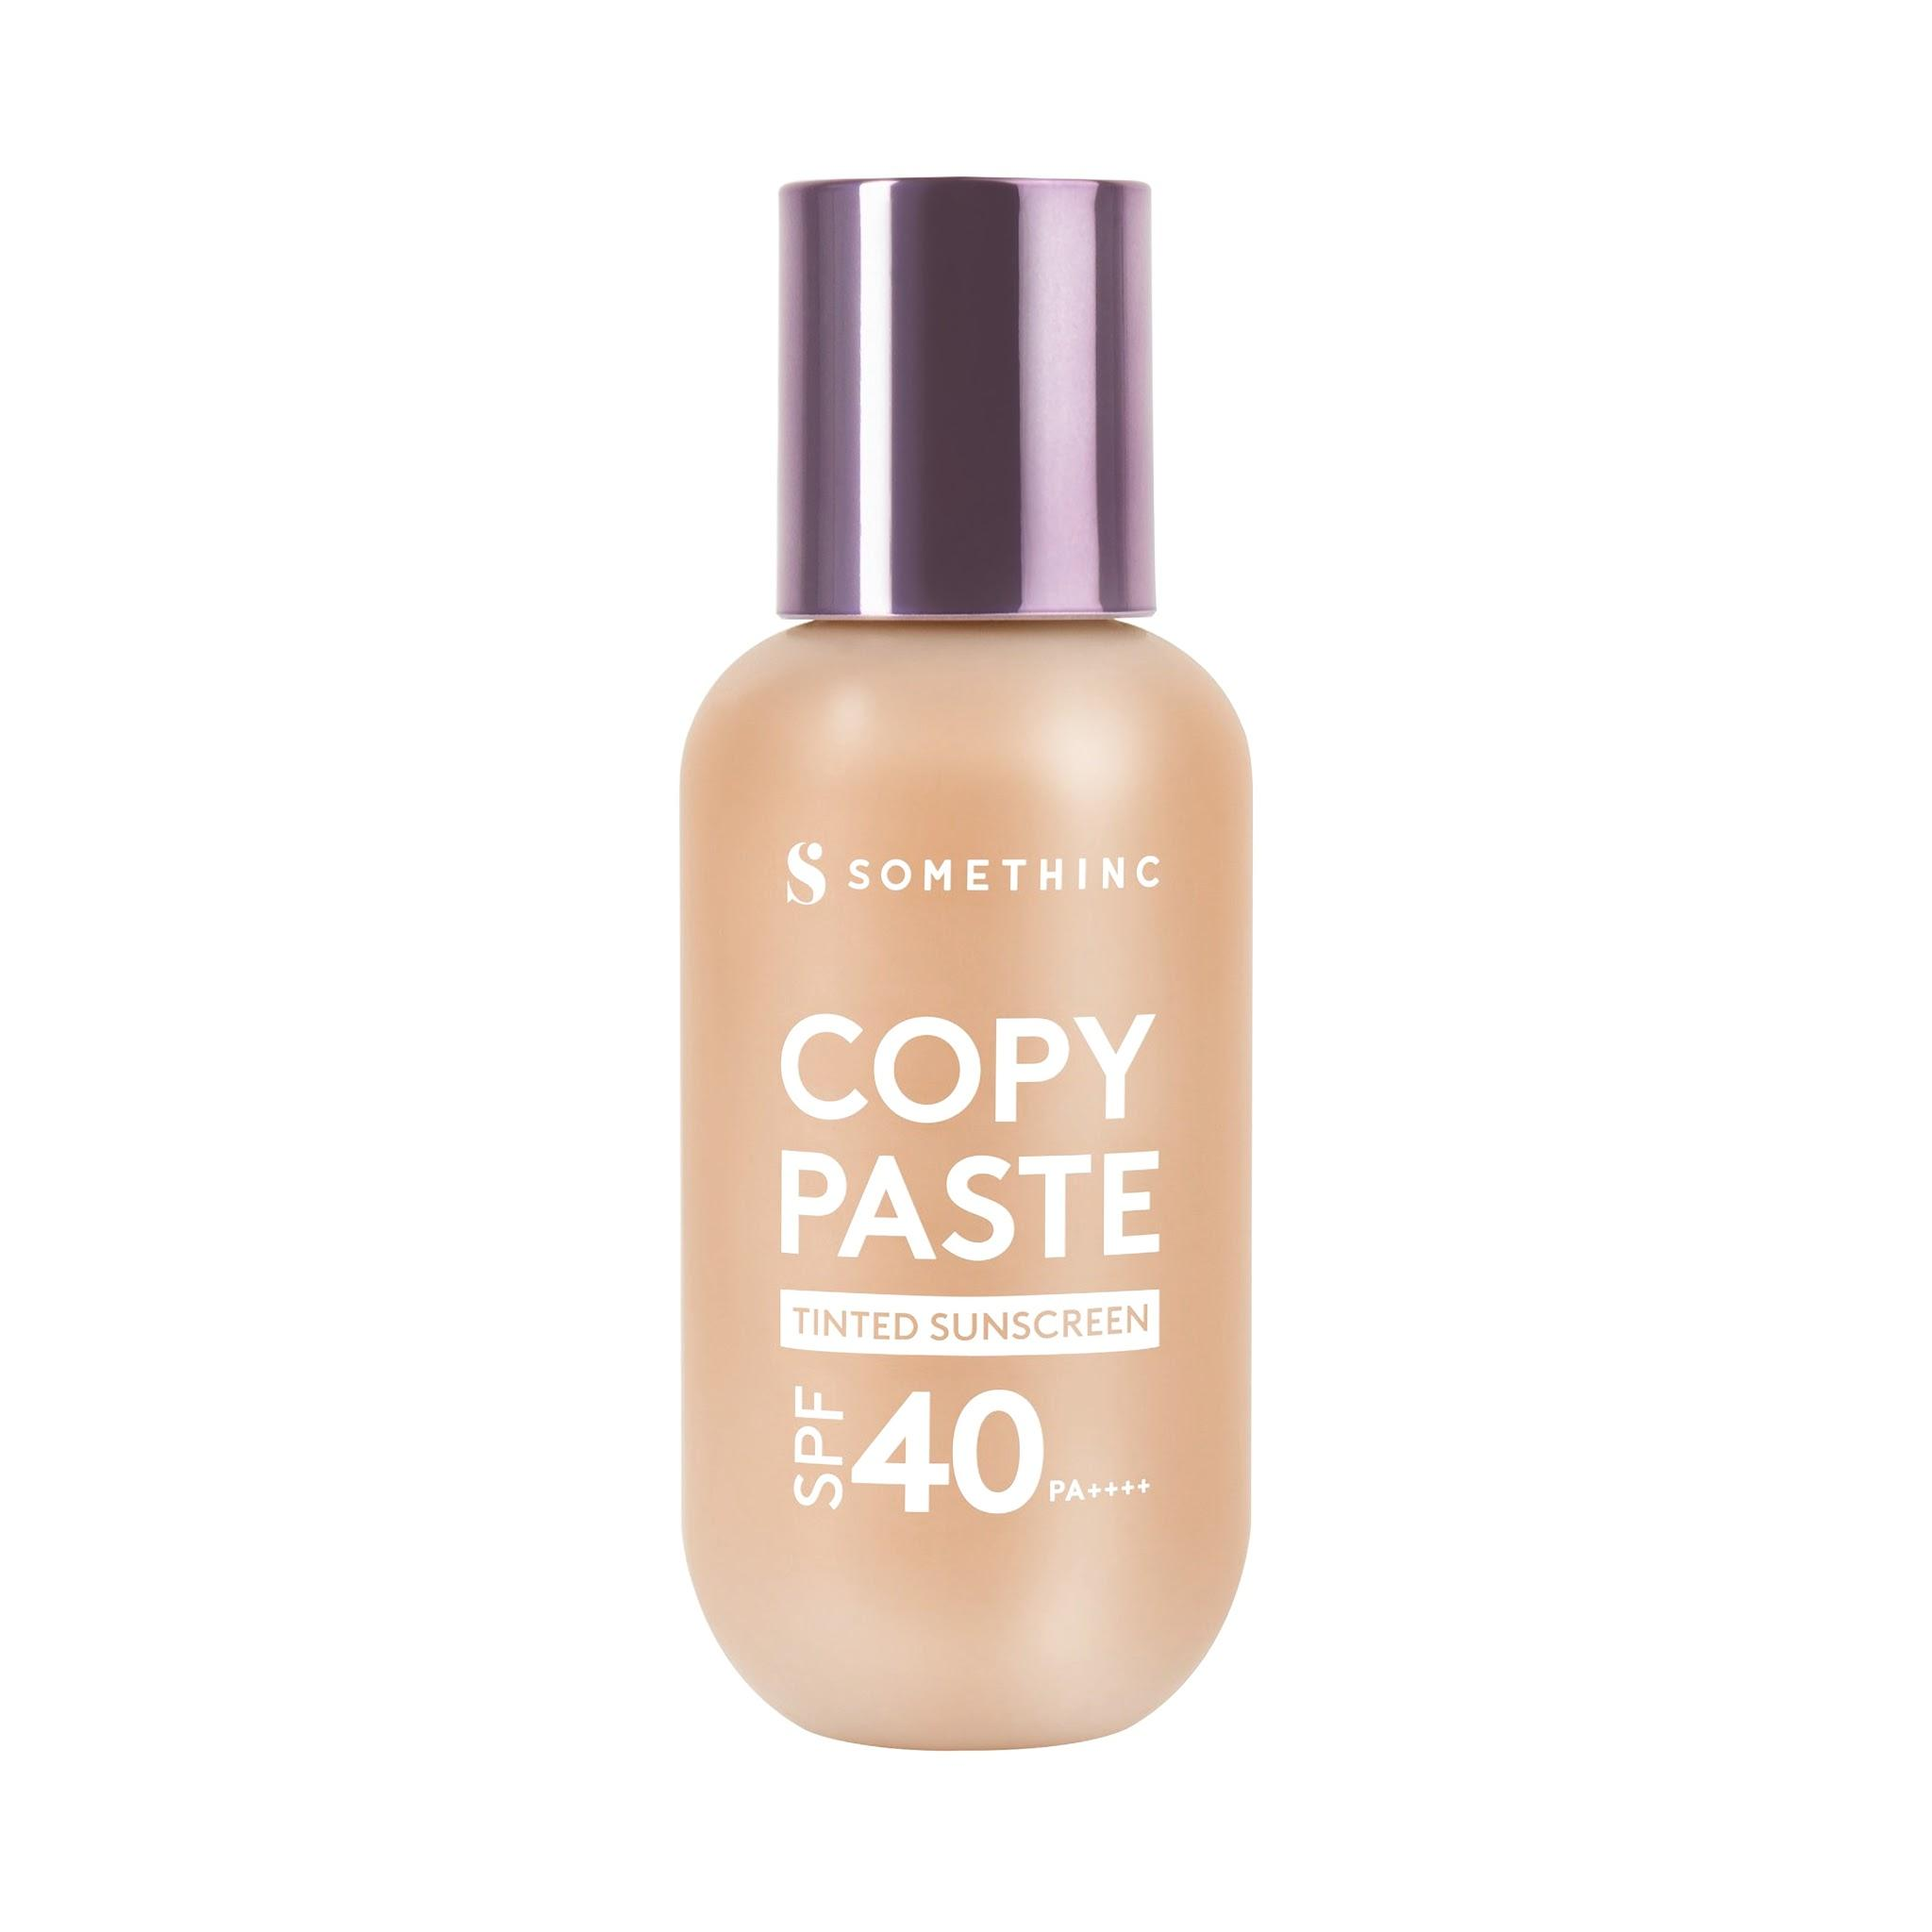 S SOMETHINC
COPY
PASTE
TINTED SUNSCREEN
SPF 40 PA++++